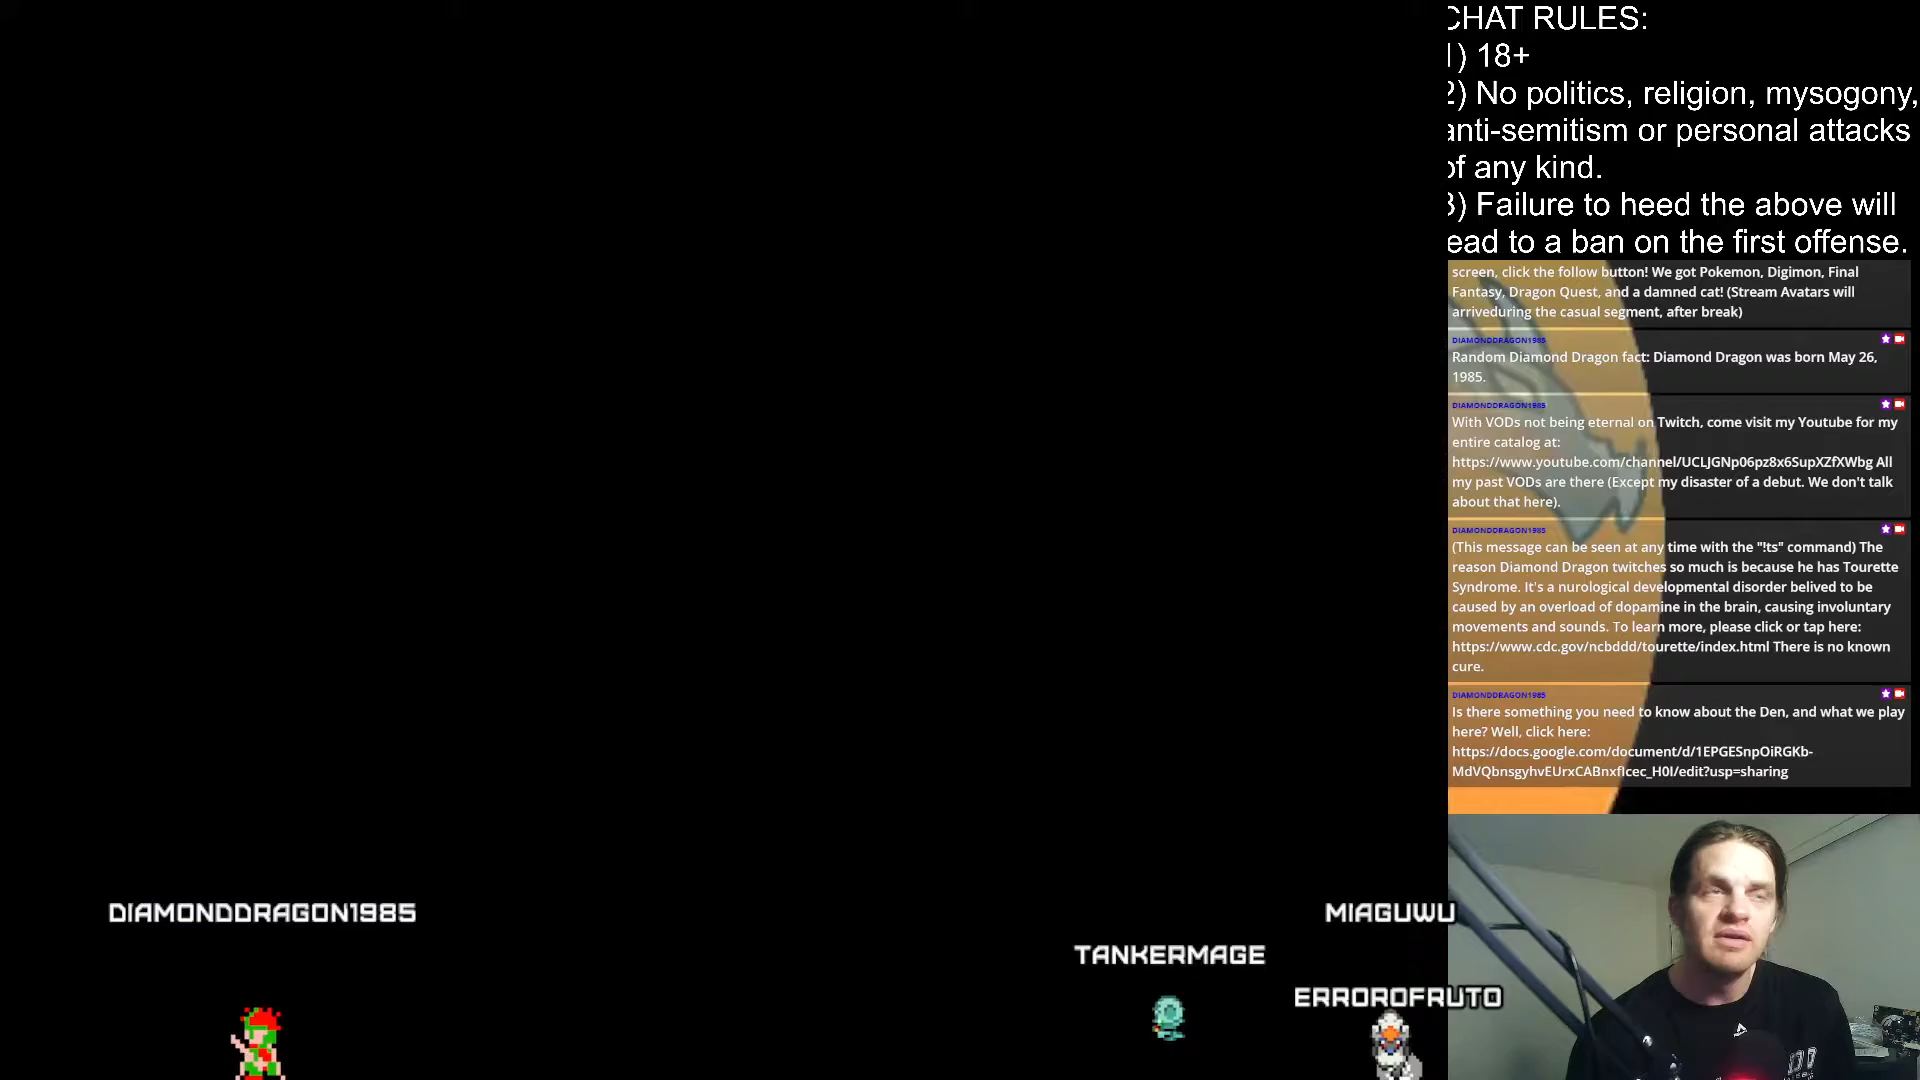 CHAT RULES:
1) 18+
2) No politics, religion, mysogony,
anti-semitism or personal attacks
of any kind.
3) Failure to heed the above will
ead to a ban on the first offense.
screen, click the follow button! We got Pokemon, Digimon, Final
Fantasy, Dragon Quest, and a damned cat! (Stream Avatars will
arriveduring the casual segment, after break)
DIAMONDDRAGON1985
Random Diamond Dragon fact: Diamond Dragon was born May 26,
1985.
DIAMONDDRAGON1985
With VODs not being eternal on Twitch, come visit my Youtube for my
entire catalog at:
https://www.youtube.com/channel/UCLJGNp06pz8x6SupXZfXWbg All
my past VODs are there (Except my disaster of a debut. We don't talk
about that here).
DIAMONDDRAGON1985
(This message can be seen at any time with the "!ts" command) The
reason Diamond Dragon twitches so much is because he has Tourette
Syndrome. It's a nurological developmental disorder belived to be
caused by an overload of dopamine in the brain, causing involuntary
movements and sounds. To learn more, please click or tap here:
https://www.cdc.gov/ncbddd/tourette/index.html There is no known
cure.
DIAMONDDRAGON1985
Is there something you need to know about the Den, and what we play
here? Well, click here:
https://docs.google.com/document/d/1EPGESnpOiRGKb-
MdVQbnsgyhvEUrxCABnxfIcec_H0I/edit?usp=sharing
DIAMONDDRAGON1985
MIAGUWU
TANKERMAGE
ERROROFRUTO